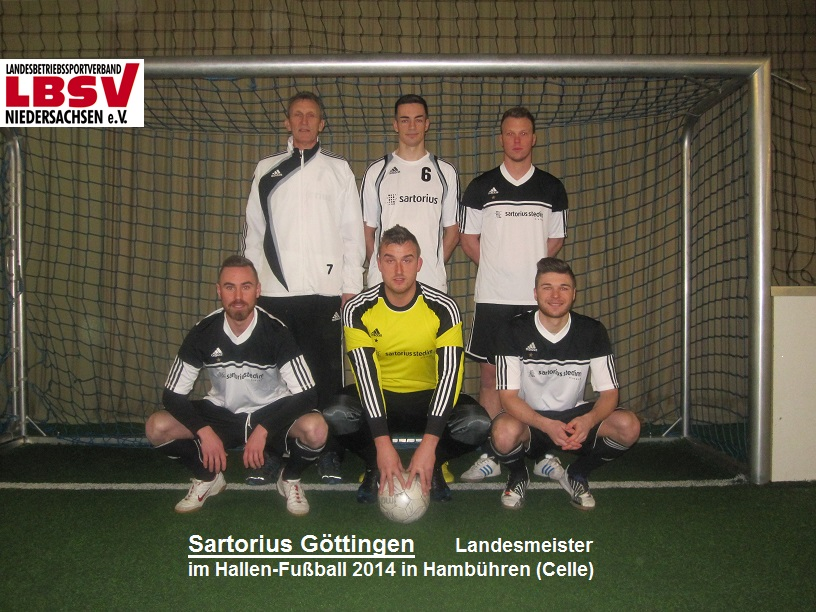 LANDESBETRIEBSSPORTVERBAND
LBSV
NIEDERSACHSEN e.V.
6
sartorius
sartorius stedim
7
adidas
sartorius stedim
sartorius stedim
sartorius stedim
Sartorius Göttingen Landesmeister
im Hallen-Fußball 2014 in Hambühren (Celle)